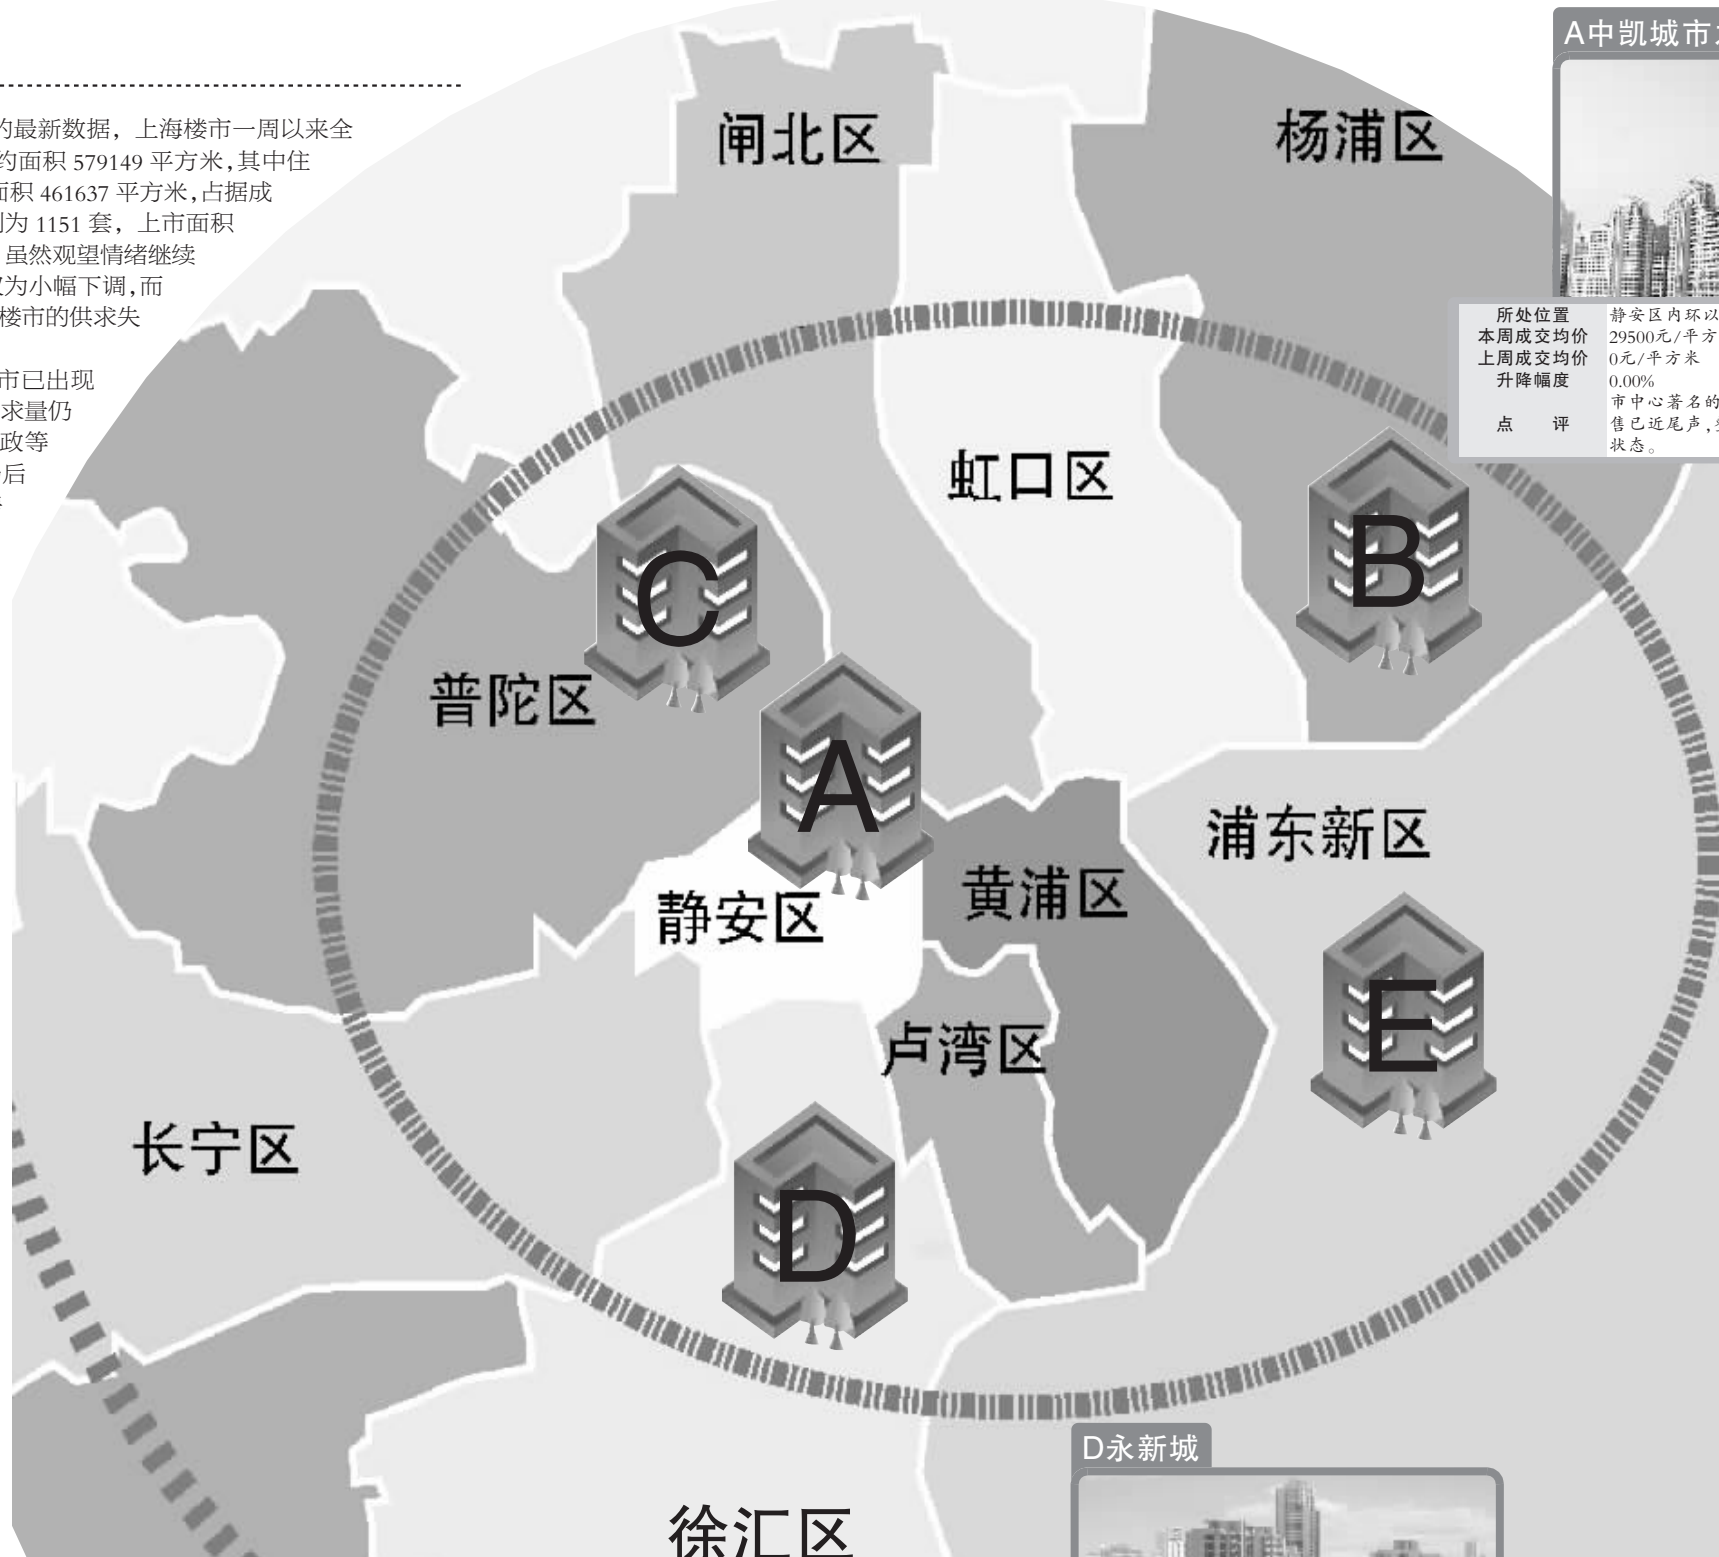 的最新数据，上海楼市一周以来全
约面积 579149 平方米，其中住
面积 461637 平方米，占据成
别为 1151 套，上市面积
虽然观望情绪继续
仅为小幅下调，而
楼市的供求失
市已出现
求量仍
政等
后
闸北区
杨浦区
虹口区
普陀区
浦东新区
黄浦区
静安区
卢湾区
长宁区
徐汇区
C
B
A
E
D
A中凯城市
所处位置 静安区内环以
本周成交均价 29500元/平方
上周成交均价 0元/平方米
升降幅度 0.00%
点 评 市中心著名的
售已近尾声，
状态。
D永新城